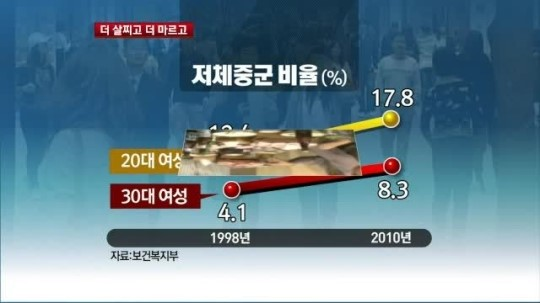 더 살찌고 더 마르고
저체중군 비율(%)
17.8
20대 여성
30대 여성
8.3
4.1
1998년
2010년
자료:보건복지부